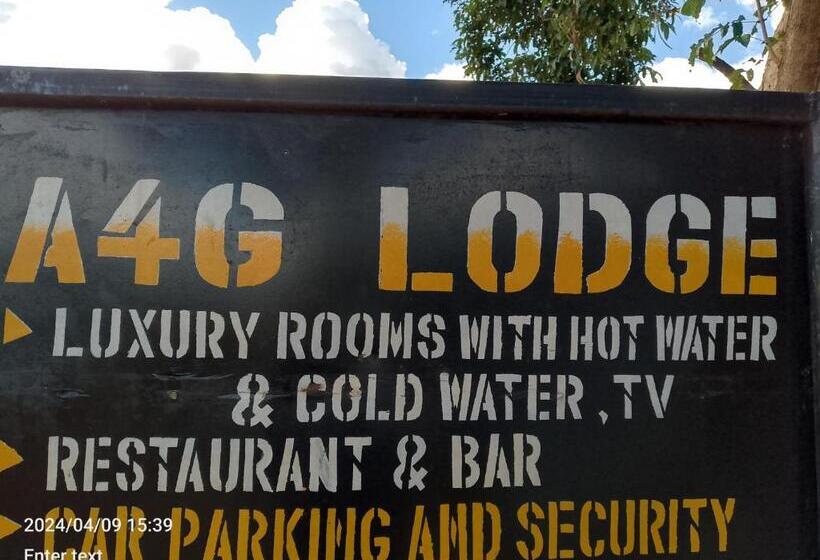 A4G LODGE
LUXURY ROOMS WITH HOT WATER
& COLD WATER ,TV
RESTAURANT & BAR
CAR PARKING AND SECURITY
2024/04/09 15:39
Enter text